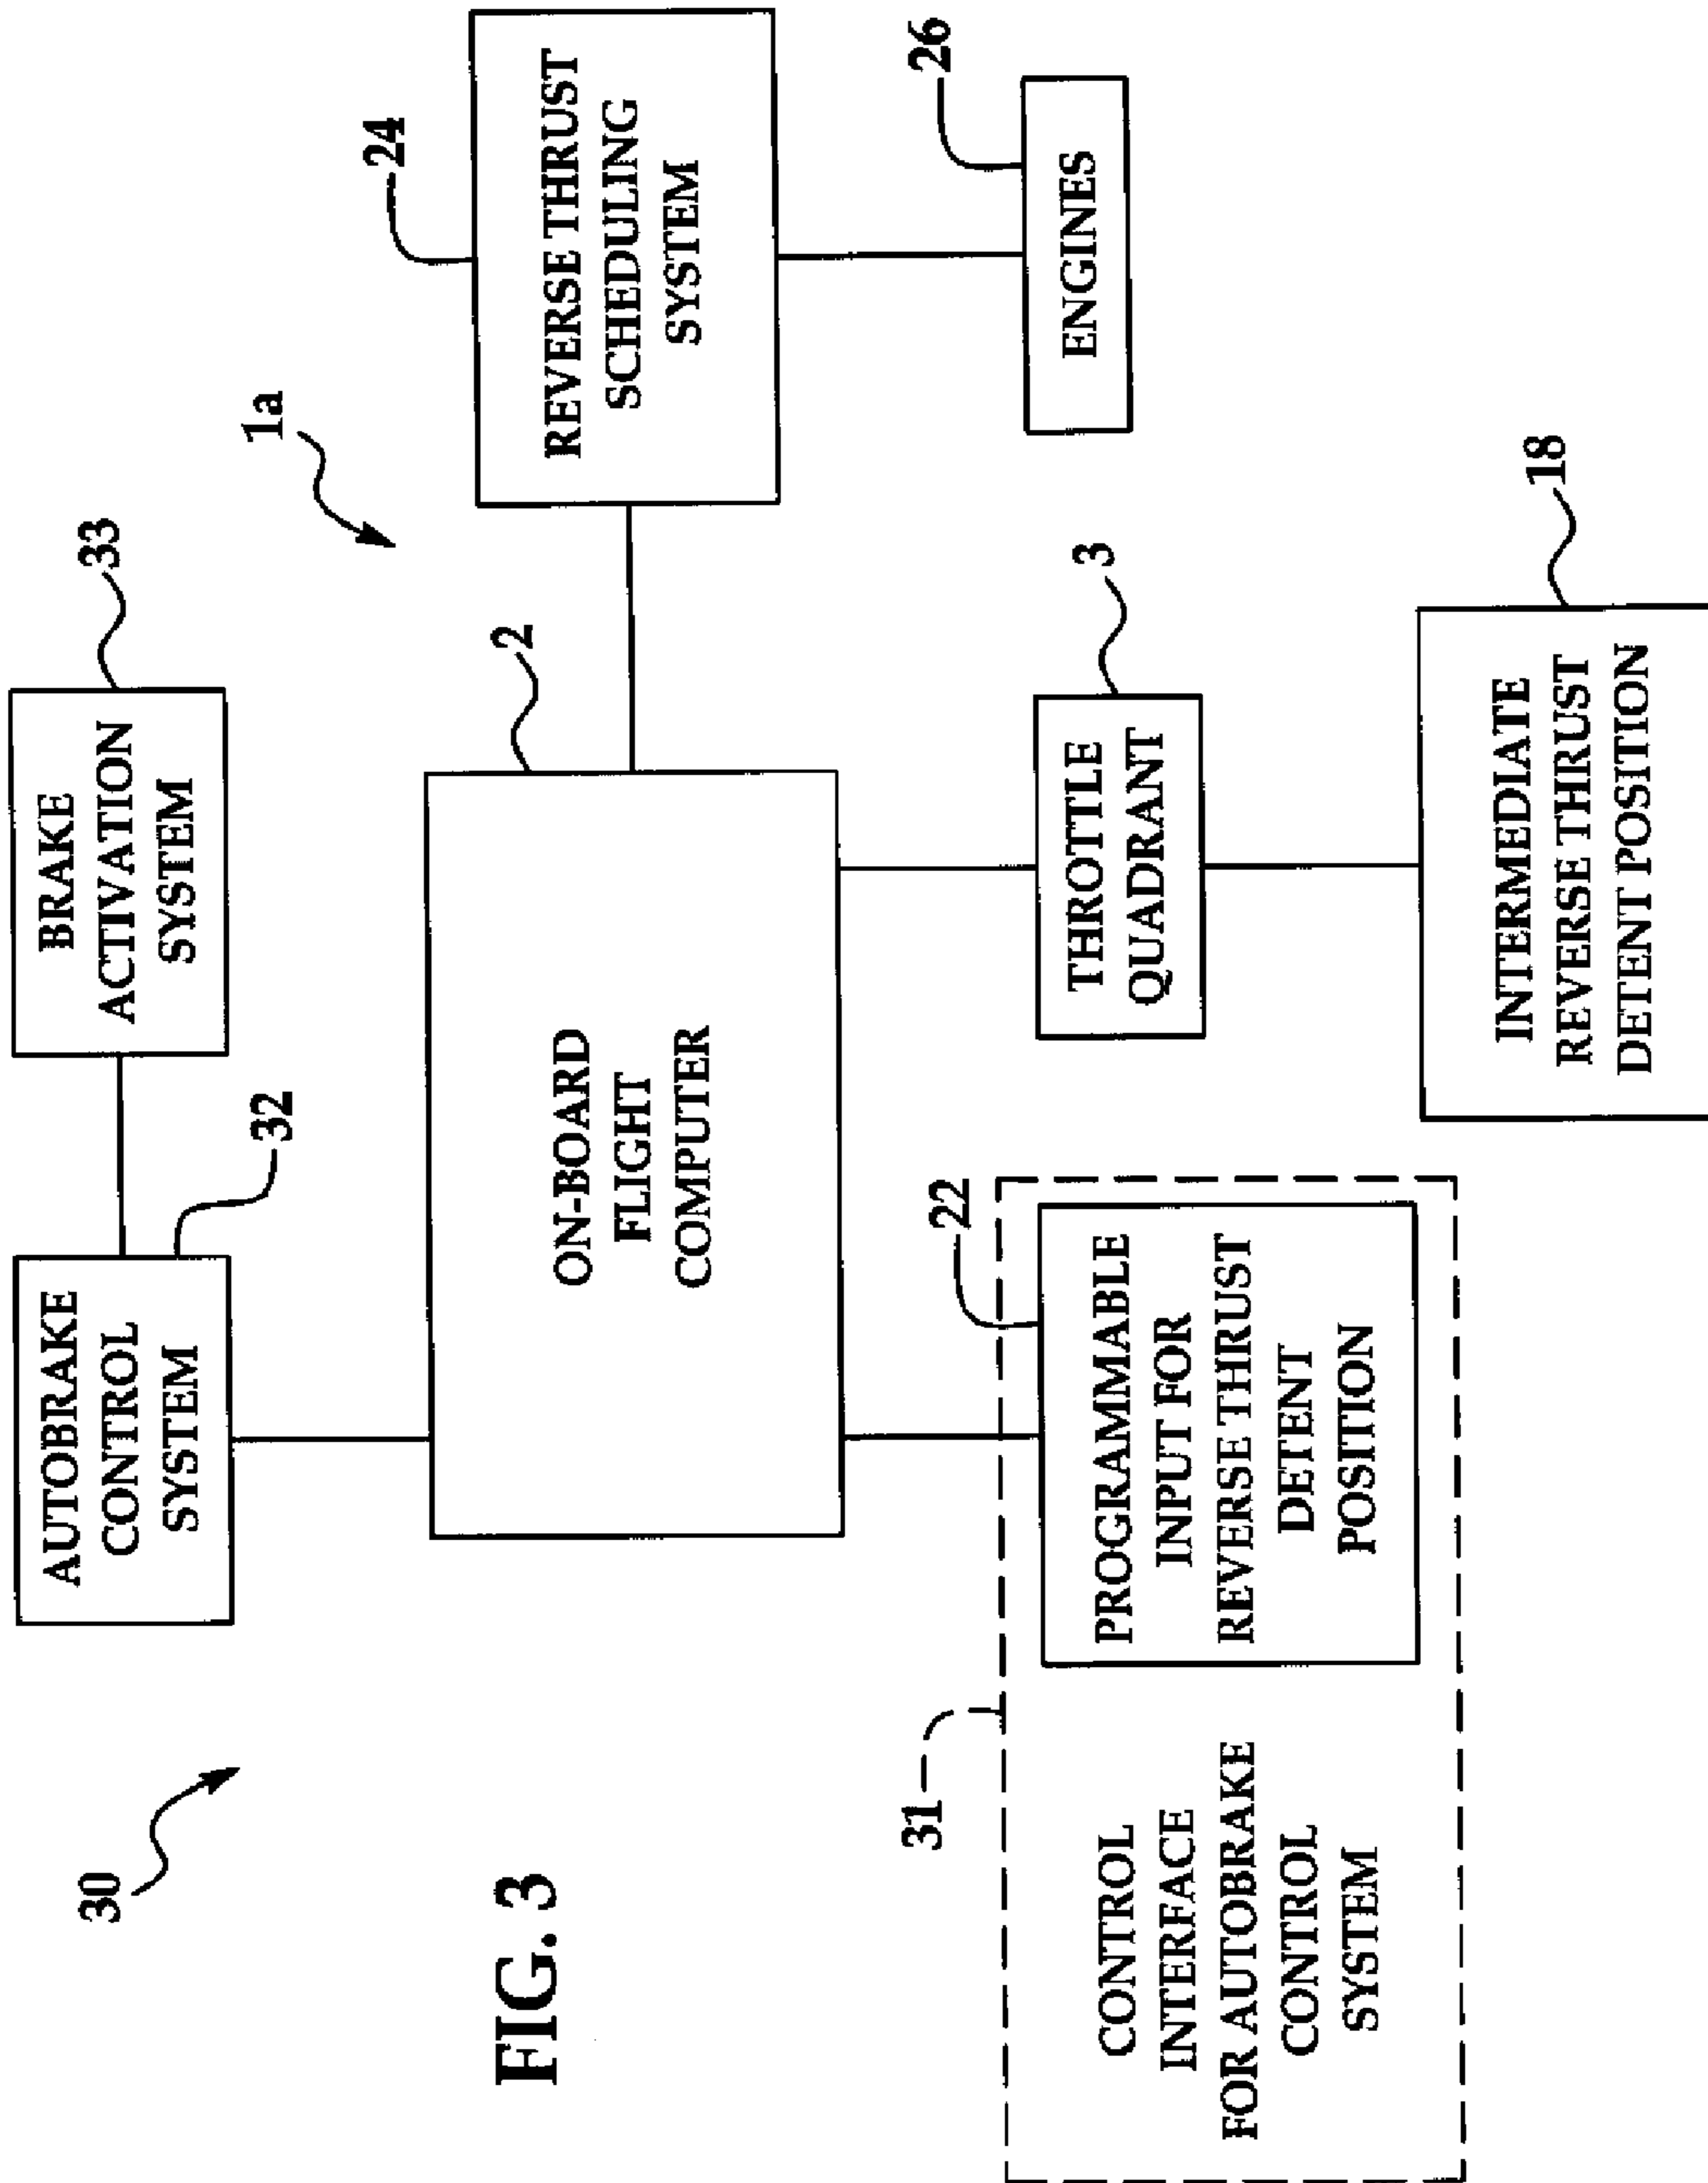 30
AUTOBRAKE
CONTROL
SYSTEM
32
BRAKE
ACTIVATION
SYSTEM
33
1a
FIG. 3
ON-BOARD
FLIGHT
COMPUTER
2
REVERSE THRUST
SCHEDULING
SYSTEM
24
31
CONTROL
INTERFACE
FOR AUTOBRAKE
CONTROL
SYSTEM
22
PROGRAMMABLE
INPUT FOR
REVERSE THRUST
DETENT
POSITION
THROTTLE
QUADRANT
3
ENGINES
26
INTERMEDIATE
REVERSE THRUST
DETENT POSITION
18